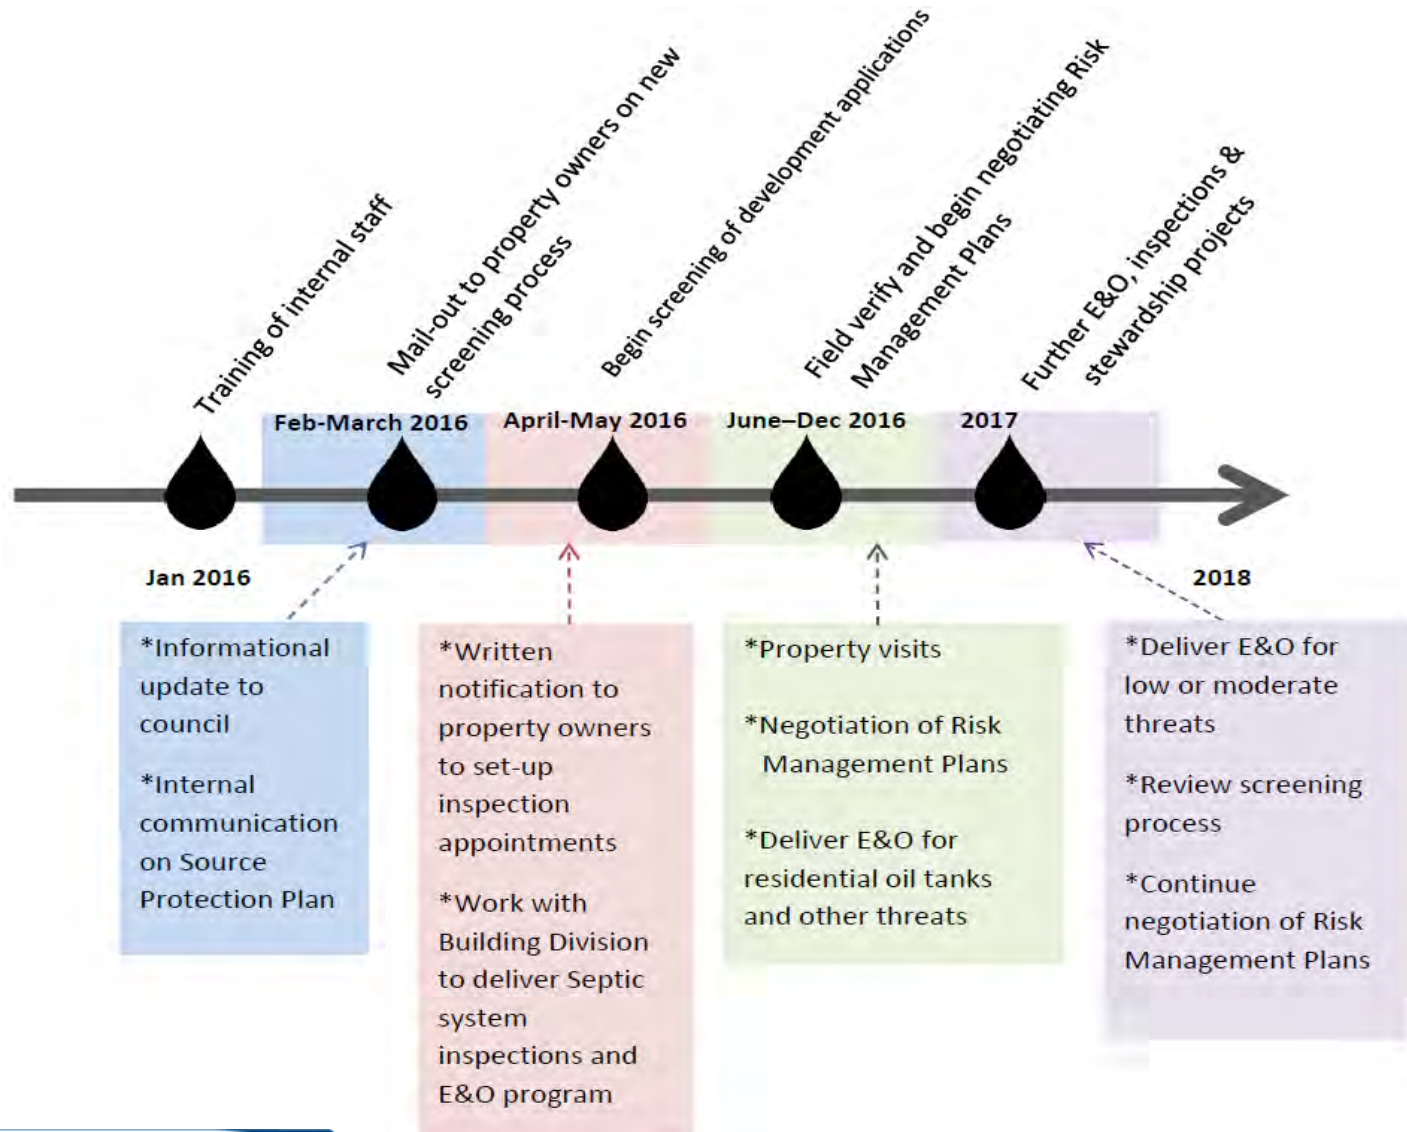 Training of internal staff
Mail-out to property owners on new
screening process
Begin screening of development applications
Field verify and begin negotiating Risk
Management Plans
Further E&O, inspections &
stewardship projects
Feb-March 2016
April-May 2016
June–Dec 2016
2017
Jan 2016
2018
*Informational
update to
council
*Internal
communication
on Source
Protection Plan
*Written
notification to
property owners
to set-up
inspection
appointments
*Work with
Building Division
to deliver Septic
system
inspections and
E&O program
*Property visits
*Negotiation of Risk
Management Plans
*Deliver E&O for
residential oil tanks
and other threats
*Deliver E&O for
low or moderate
threats
*Review screening
process
*Continue
negotiation of Risk
Management Plans